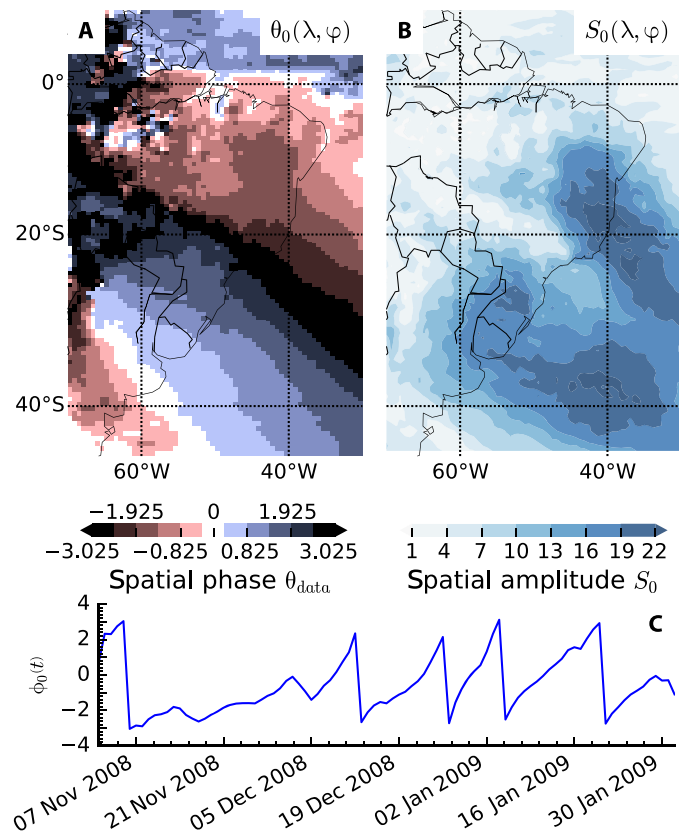 A θ₀(λ, φ) B S₀(λ, φ)
0°
20°S
40°S
60°W 40°W 60°W 40°W
−1.925 0 1.925
−3.025 −0.825 0.825 3.025 1 4 7 10 13 16 19 22
Spatial phase θdata Spatial amplitude S₀
4 C
2
0
−2
−4
ϕ₀(t)
07 Nov 2008 21 Nov 2008 05 Dec 2008 19 Dec 2008 02 Jan 2009 16 Jan 2009 30 Jan 2009